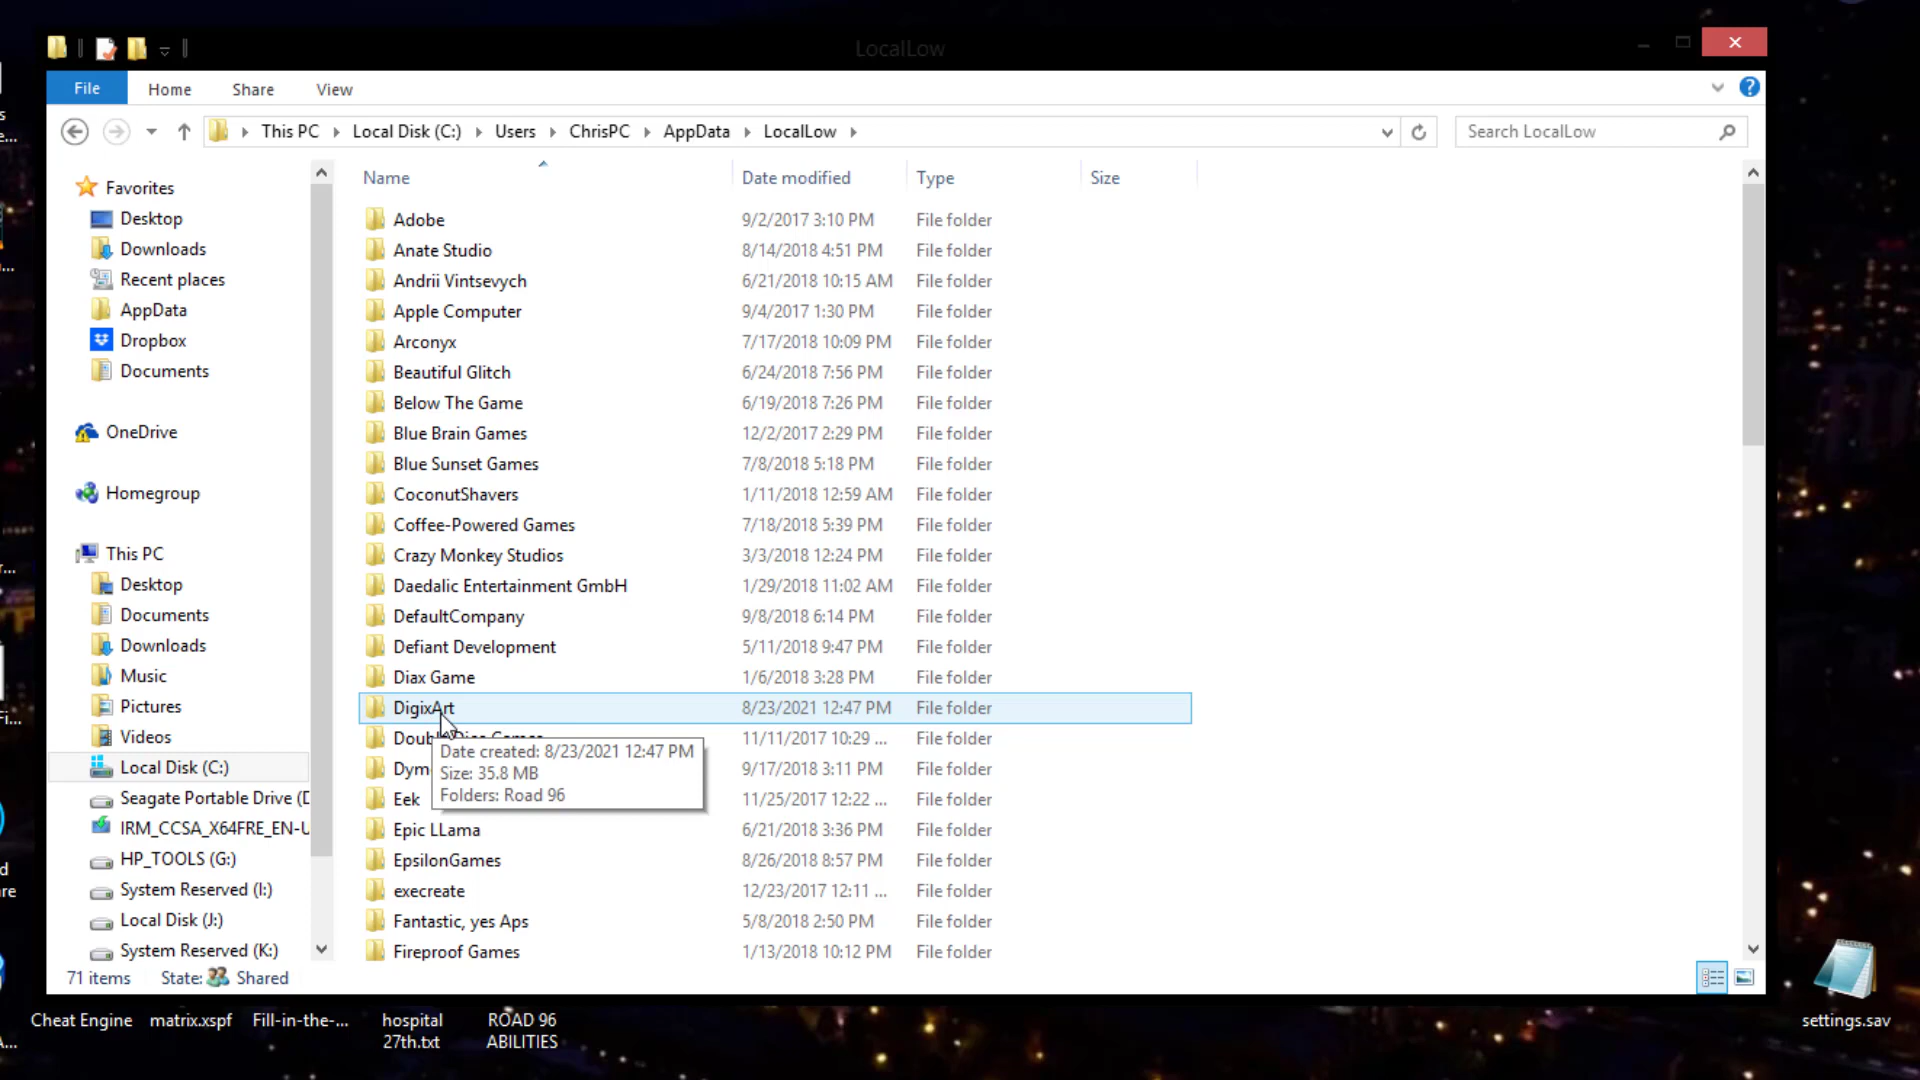 LocalLow
File Home Share View
This PC Local Disk (C:) Users ChrisPC AppData LocalLow
Search LocalLow
Name Date modified Type Size
Favorites
Desktop
Downloads
Recent places
AppData
Dropbox
Documents
OneDrive
Homegroup
This PC
Desktop
Documents
Downloads
Music
Pictures
Videos
Local Disk (C:)
Seagate Portable Drive (D
IRM_CCSA_X64FRE_EN-U
HP_TOOLS (G:)
System Reserved (I:)
Local Disk (J:)
System Reserved (K:)
Adobe 9/2/2017 3:10 PM File folder
Anate Studio 8/14/2018 4:51 PM File folder
Andrii Vintsevych 6/21/2018 10:15 AM File folder
Apple Computer 9/4/2017 1:30 PM File folder
Arconyx 7/17/2018 10:09 PM File folder
Beautiful Glitch 6/24/2018 7:56 PM File folder
Below The Game 6/19/2018 7:26 PM File folder
Blue Brain Games 12/2/2017 2:29 PM File folder
Blue Sunset Games 7/8/2018 5:18 PM File folder
CoconutShavers 1/11/2018 12:59 AM File folder
Coffee-Powered Games 7/18/2018 5:39 PM File folder
Crazy Monkey Studios 3/3/2018 12:24 PM File folder
Daedalic Entertainment GmbH 1/29/2018 11:02 AM File folder
DefaultCompany 9/8/2018 6:14 PM File folder
Defiant Development 5/11/2018 9:47 PM File folder
Diax Game 1/6/2018 3:28 PM File folder
DigixArt 8/23/2021 12:47 PM File folder
11/11/2017 10:29 ... File folder
Dym 9/17/2018 3:11 PM File folder
Eek 11/25/2017 12:22 ... File folder
Date created: 8/23/2021 12:47 PM
Size: 35.8 MB
Folders: Road 96
Epic LLama 6/21/2018 3:36 PM File folder
EpsilonGames 8/26/2018 8:57 PM File folder
execreate 12/23/2017 12:11 ... File folder
Fantastic, yes Aps 5/8/2018 2:50 PM File folder
Fireproof Games 1/13/2018 10:12 PM File folder
71 items State: Shared
Cheat Engine
matrix.xspf
Fill-in-the-...
hospital
27th.txt
ROAD 96
ABILITIES
settings.sav